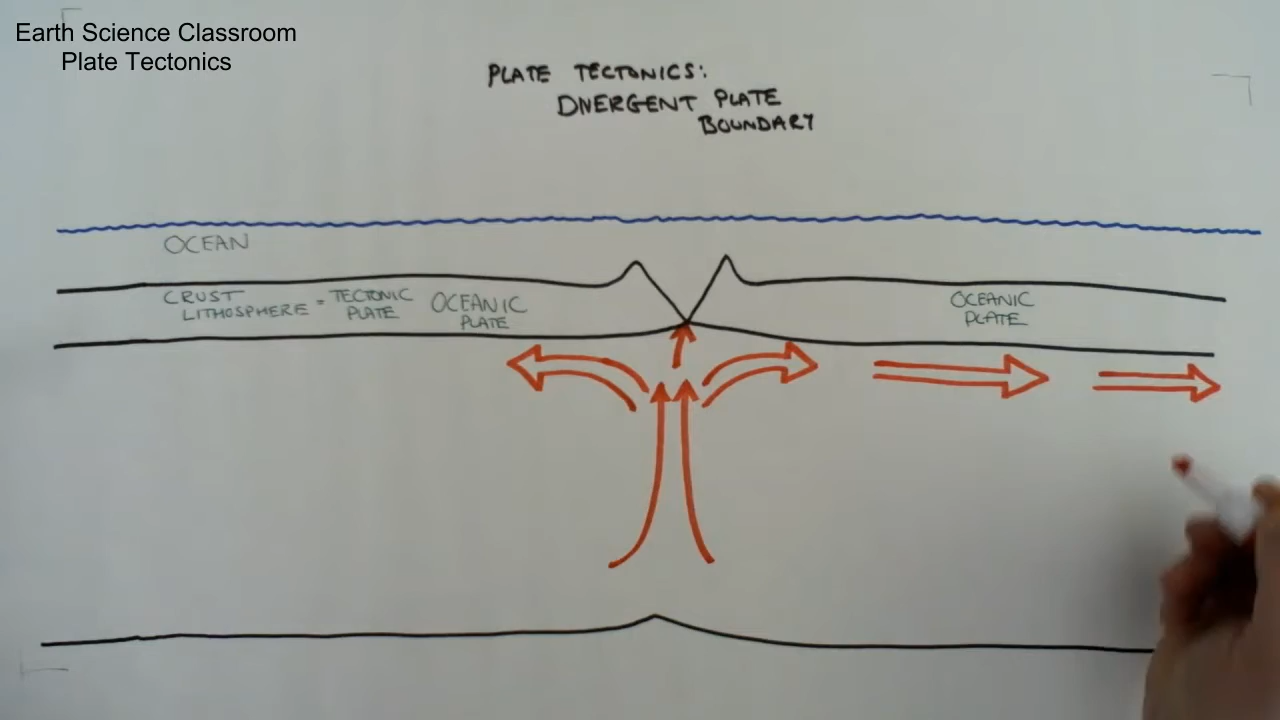 Earth Science Classroom
Plate Tectonics
PLATE TECTONICS:
DIVERGENT PLATE
BOUNDARY
OCEAN
CRUST
LITHOSPHERE = TECTONIC
PLATE
OCEANIC
PLATE
OCEANIC
PLATE